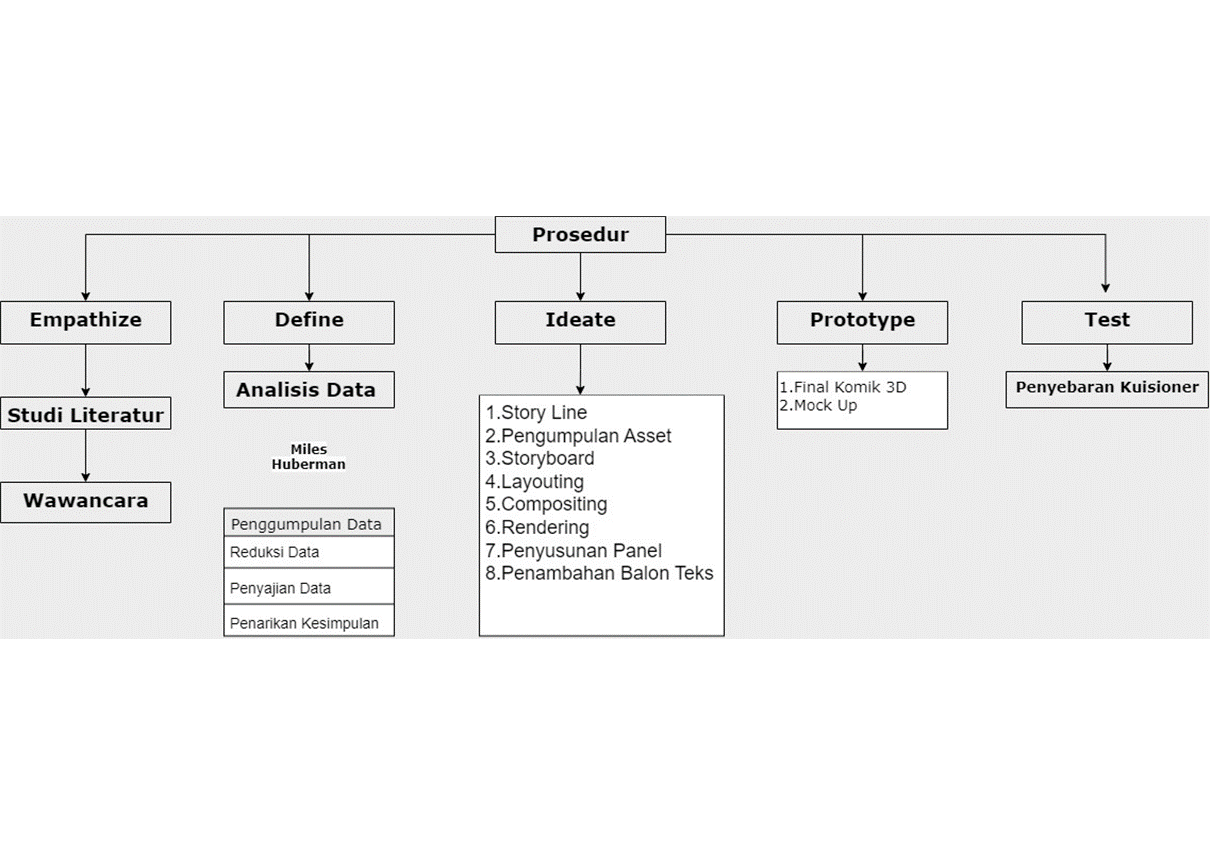 Prosedur
Empathize
Define
Ideate
Prototype
Test
Studi Literatur
Wawancara
Analisis Data
Miles
Huberman
Penggumpulan Data
Reduksi Data
Penyajian Data
Penarikan Kesimpulan
1.Story Line
2.Pengumpulan Asset
3.Storyboard
4.Layouting
5.Compositing
6.Rendering
7.Penyusunan Panel
8.Penambahan Balon Teks
1.Final Komik 3D
2.Mock Up
Penyebaran Kuisioner